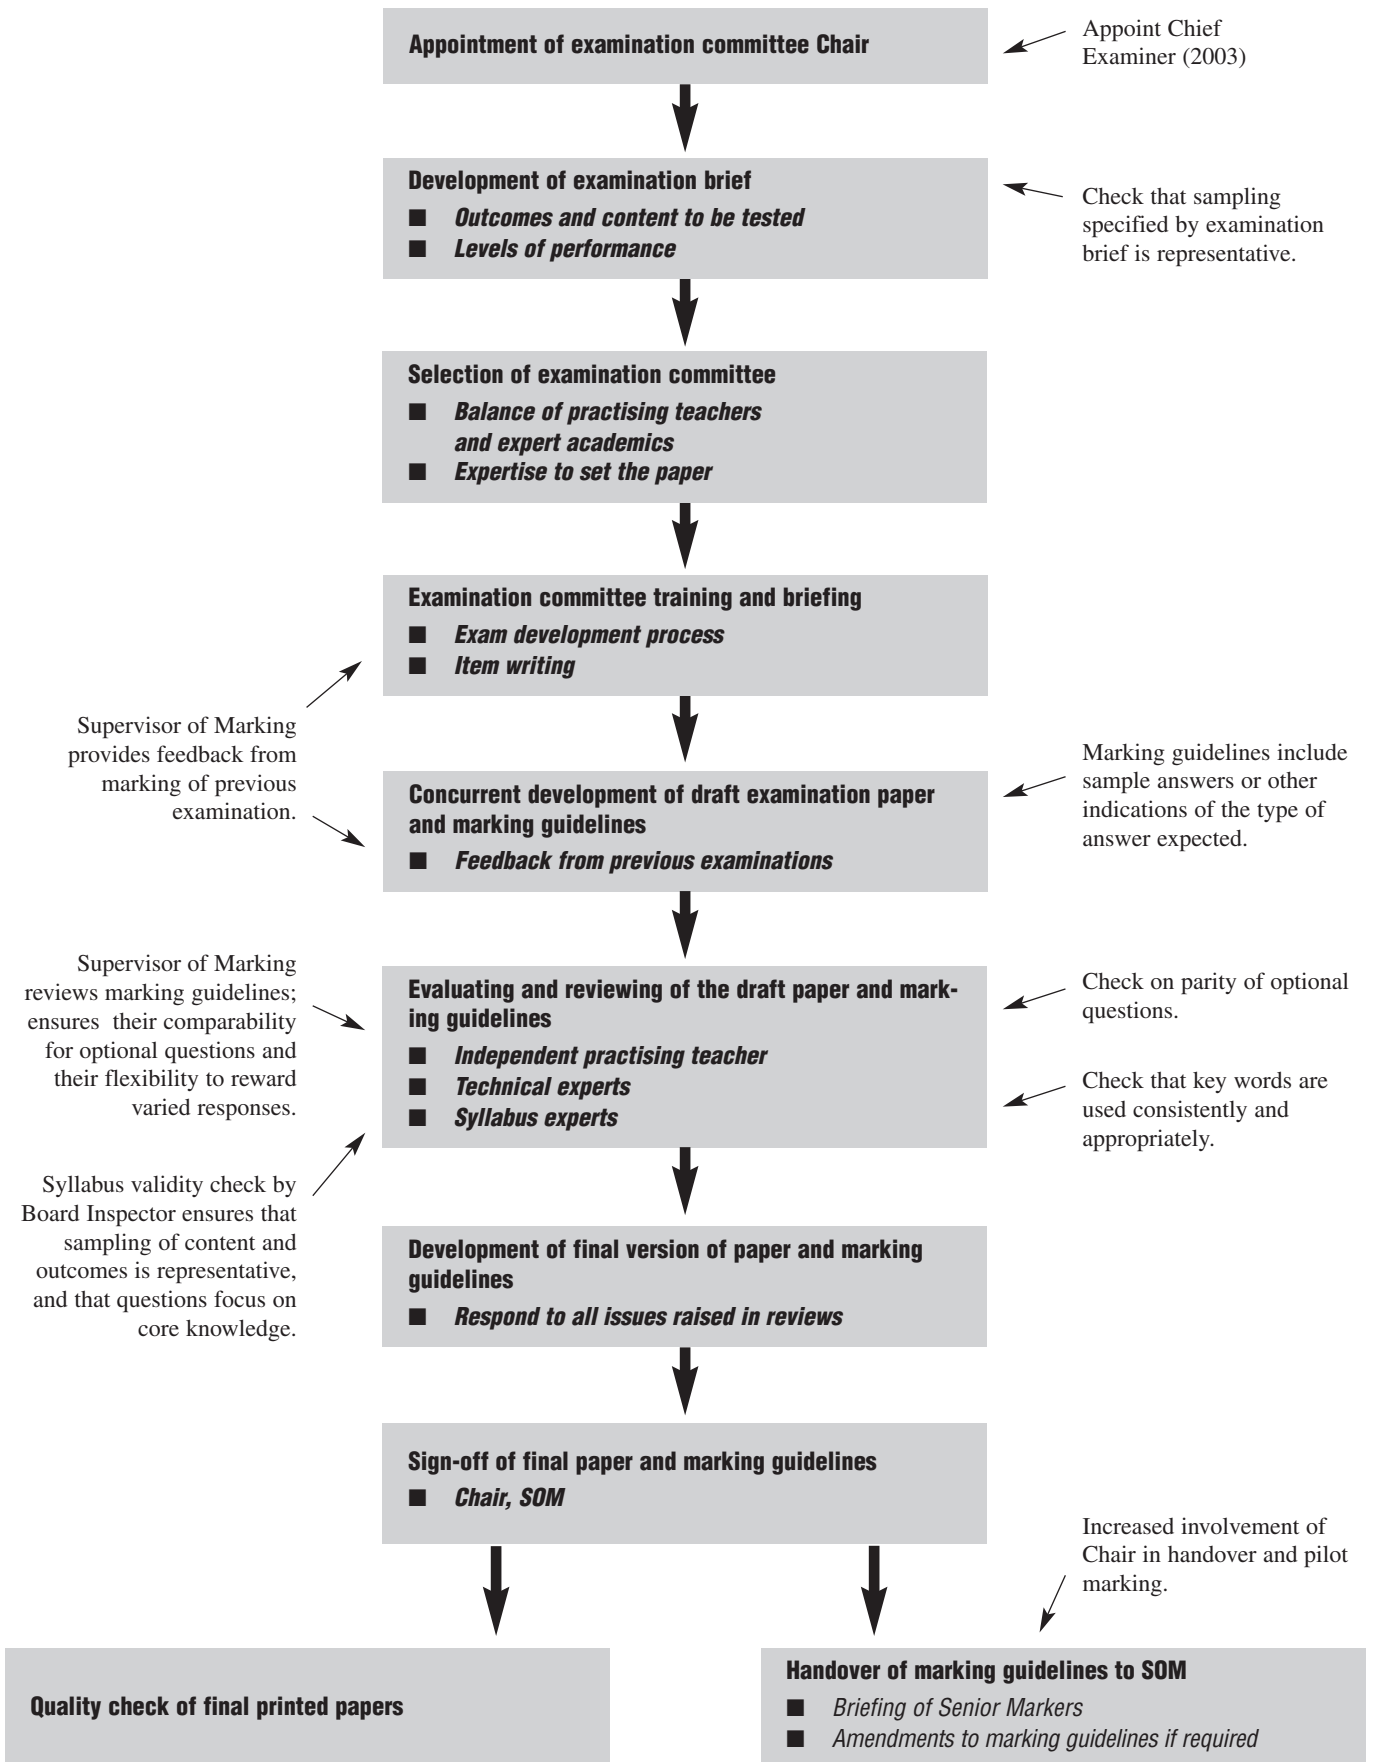 Appointment of examination committee Chair
Appoint Chief
Examiner (2003)
Development of examination brief
■ Outcomes and content to be tested
■ Levels of performance
Check that sampling
specified by examination
brief is representative.
Selection of examination committee
■ Balance of practising teachers
and expert academics
■ Expertise to set the paper
Examination committee training and briefing
■ Exam development process
■ Item writing
Supervisor of Marking
provides feedback from
marking of previous
examination.
Concurrent development of draft examination paper
and marking guidelines
■ Feedback from previous examinations
Marking guidelines include
sample answers or other
indications of the type of
answer expected.
Supervisor of Marking
reviews marking guidelines;
ensures their comparability
for optional questions and
their flexibility to reward
varied responses.
Evaluating and reviewing of the draft paper and mark-
ing guidelines
■ Independent practising teacher
■ Technical experts
■ Syllabus experts
Check on parity of optional
questions.
Check that key words are
used consistently and
appropriately.
Syllabus validity check by
Board Inspector ensures that
sampling of content and
outcomes is representative,
and that questions focus on
core knowledge.
Development of final version of paper and marking
guidelines
■ Respond to all issues raised in reviews
Sign-off of final paper and marking guidelines
■ Chair, SOM
Increased involvement of
Chair in handover and pilot
marking.
Quality check of final printed papers
Handover of marking guidelines to SOM
■ Briefing of Senior Markers
■ Amendments to marking guidelines if required